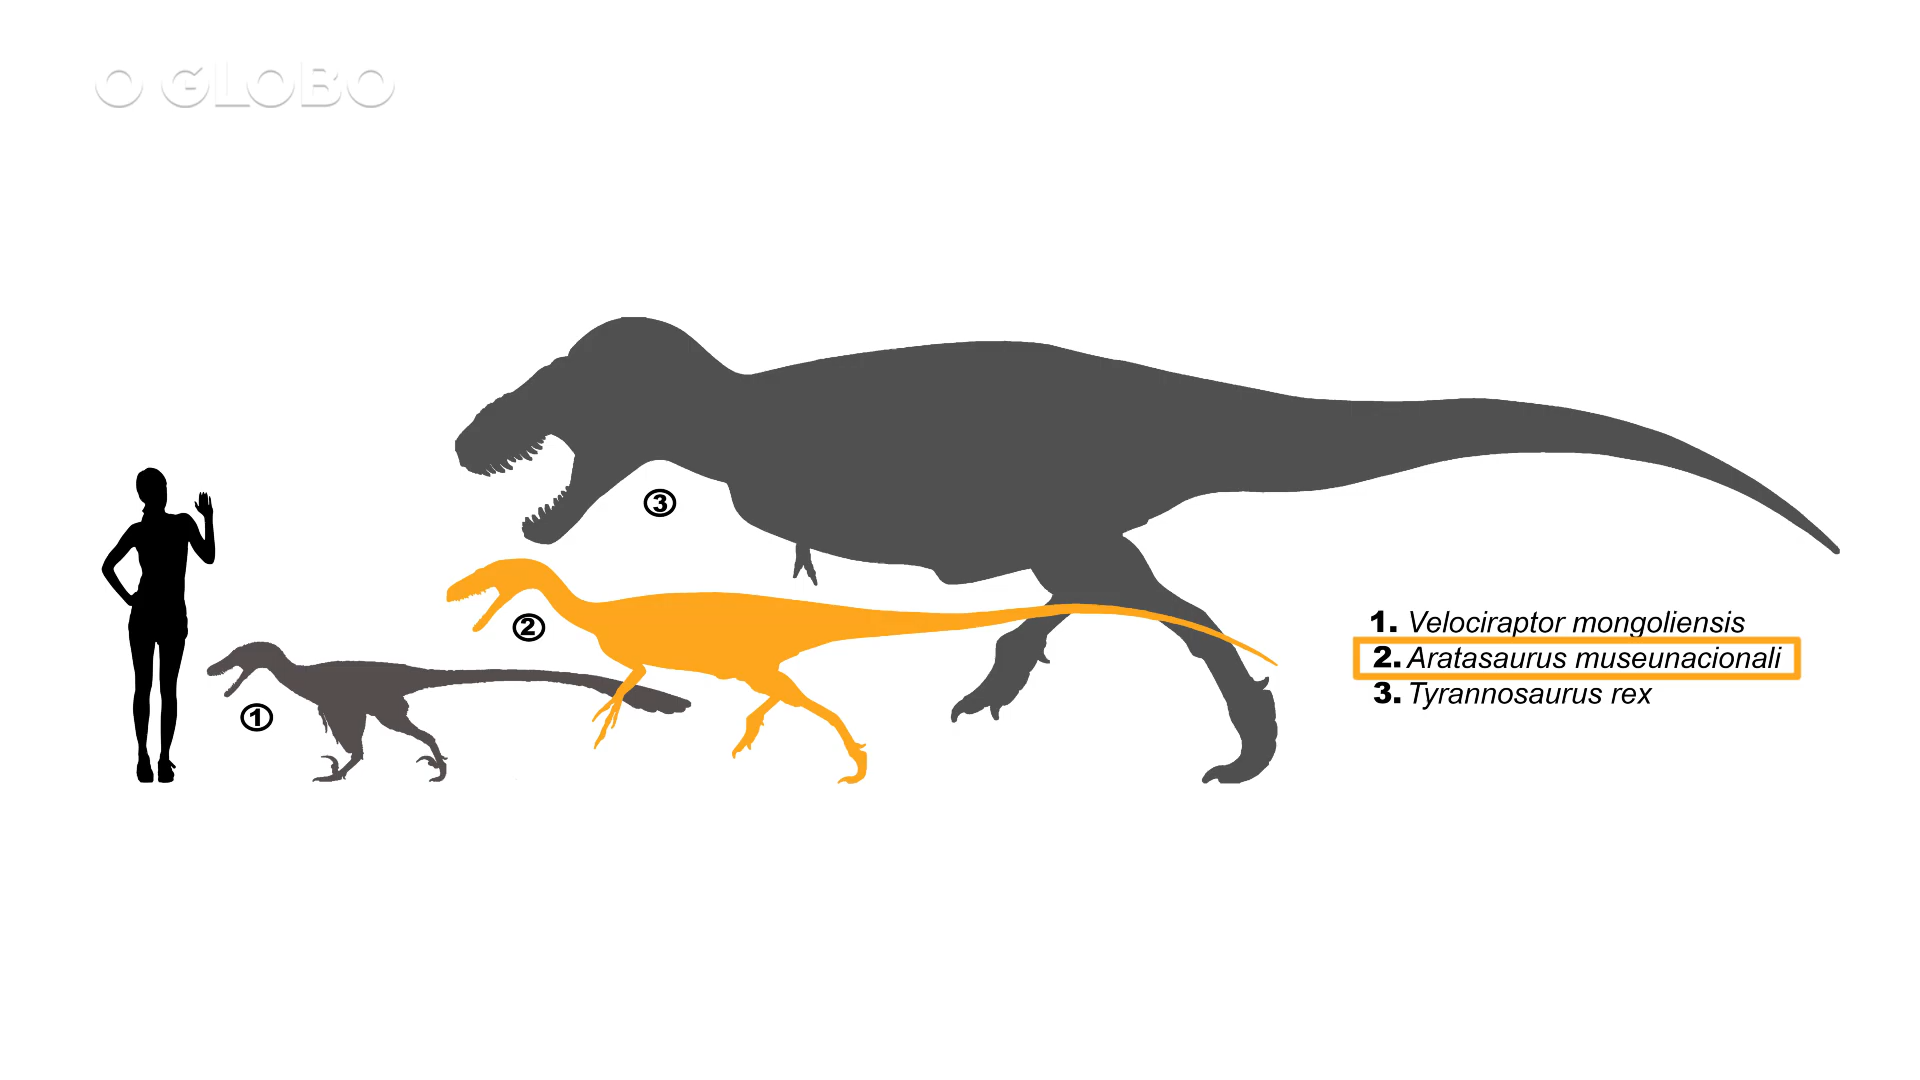 O GLOBO
3
2
1
1. Velociraptor mongoliensis
2. Aratasaurus museunacionali
3. Tyrannosaurus rex